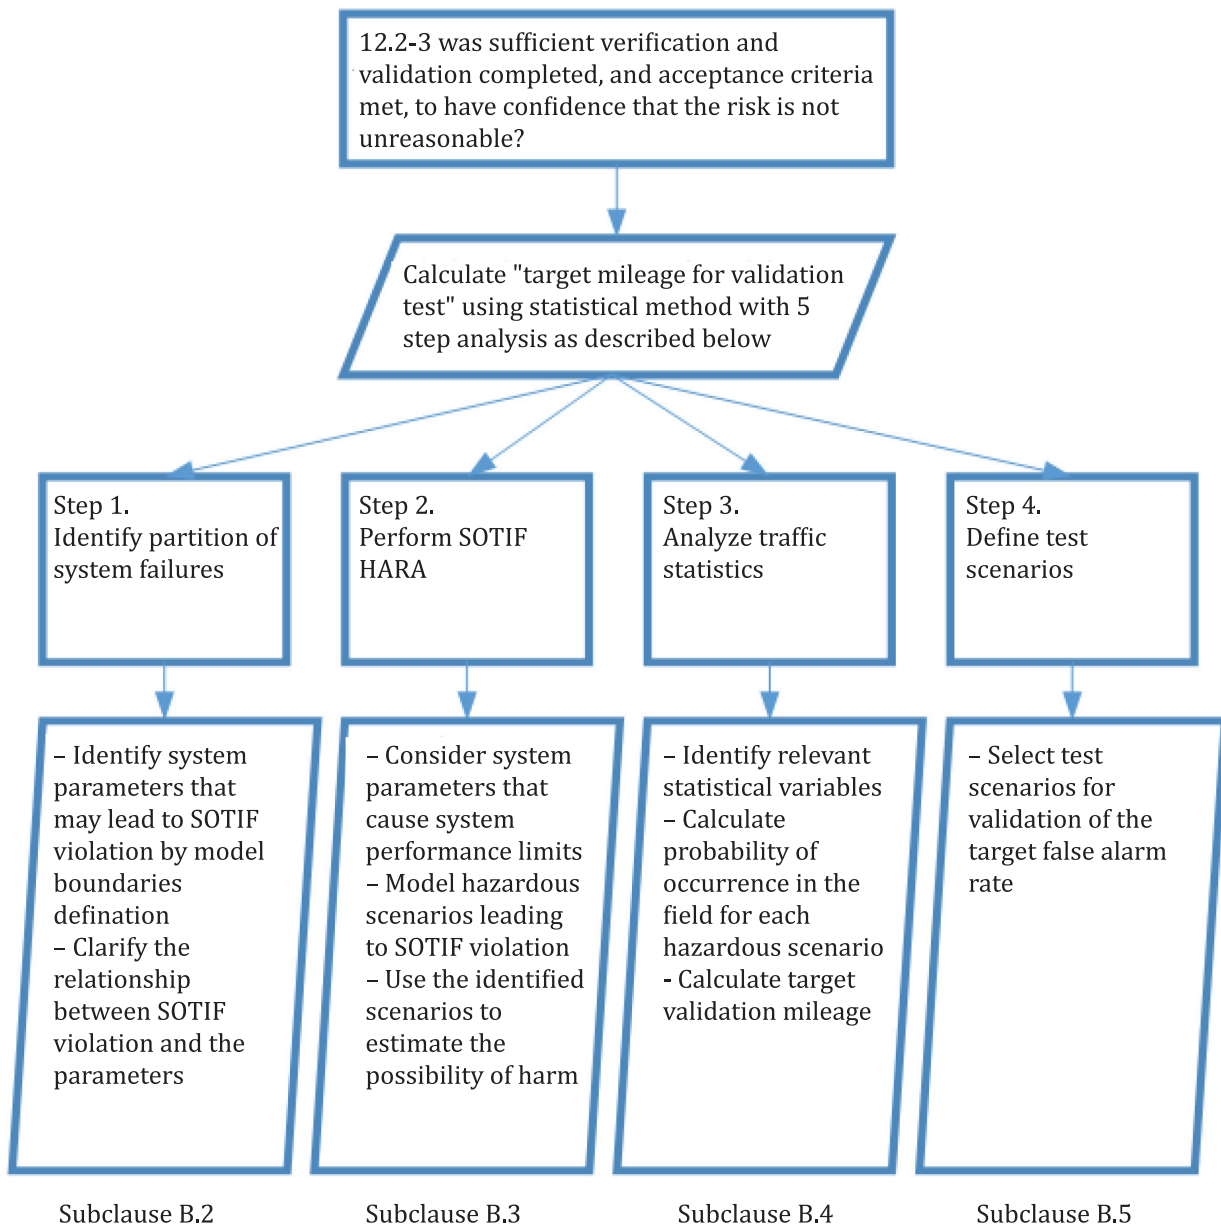 12.2-3 was sufficient verification and
validation completed, and acceptance criteria
met, to have confidence that the risk is not
unreasonable?
Calculate "target mileage for validation
test" using statistical method with 5
step analysis as described below
Step 1.
Identify partition of
system failures
Step 2.
Perform SOTIF
HARA
Step 3.
Analyze traffic
statistics
Step 4.
Define test
scenarios
– Identify system
parameters that
may lead to SOTIF
violation by model
boundaries
defination
– Clarify the
relationship
between SOTIF
violation and the
parameters
– Consider system
parameters that
cause system
performance limits
– Model hazardous
scenarios leading
to SOTIF violation
– Use the identified
scenarios to
estimate the
possibility of harm
– Identify relevant
statistical variables
– Calculate
probability of
occurrence in the
field for each
hazardous scenario
- Calculate target
validation mileage
– Select test
scenarios for
validation of the
target false alarm
rate
Subclause B.2
Subclause B.3
Subclause B.4
Subclause B.5